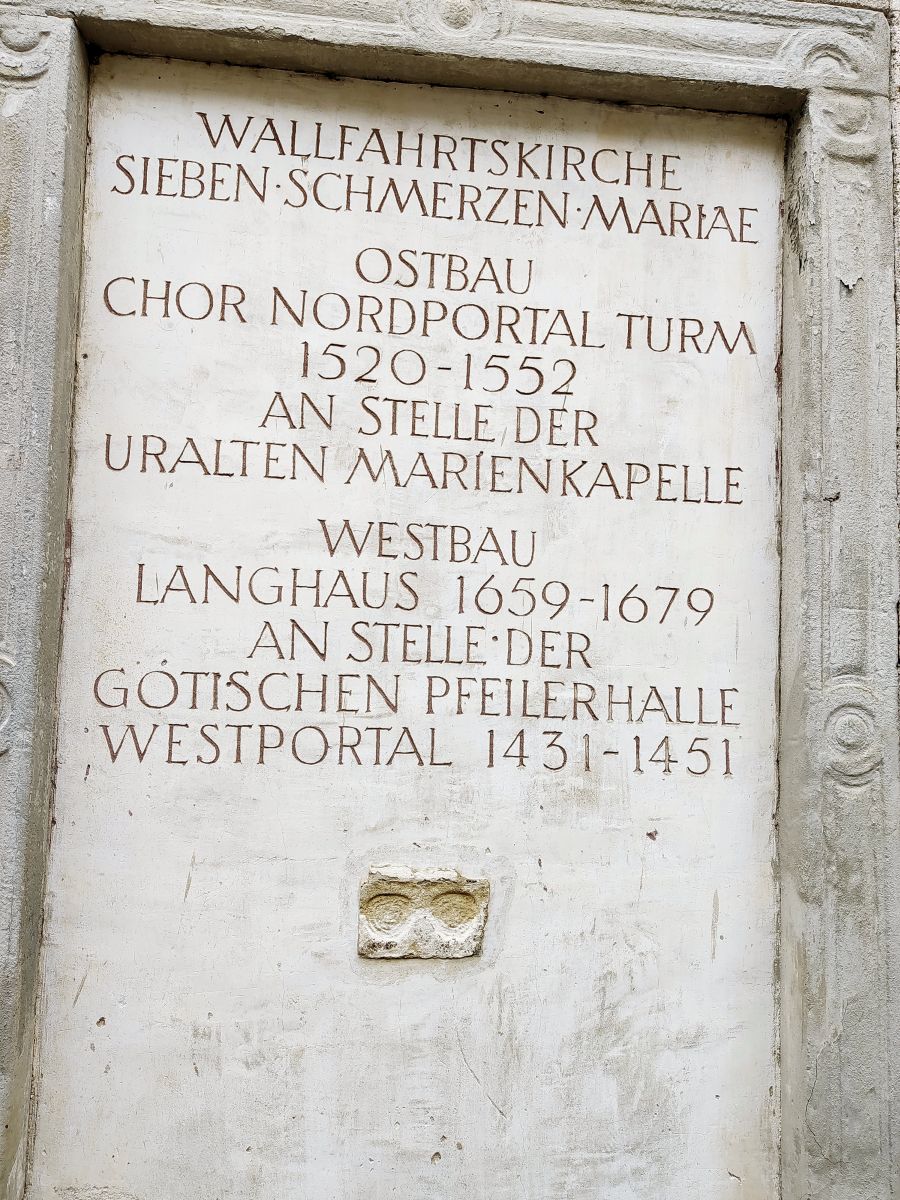 WALLFAHRTSKIRCHE
SIEBEN·SCHMERZEN·MARIAE
OSTBAU
CHOR NORDPORTAL TURM
1520-1552
AN STELLE DER
URALTEN MARIENKAPELLE
WESTBAU
LANGHAUS 1659-1679
AN STELLE·DER
GÖTISCHEN PFEILERHALLE
WESTPORTAL 1431-1451